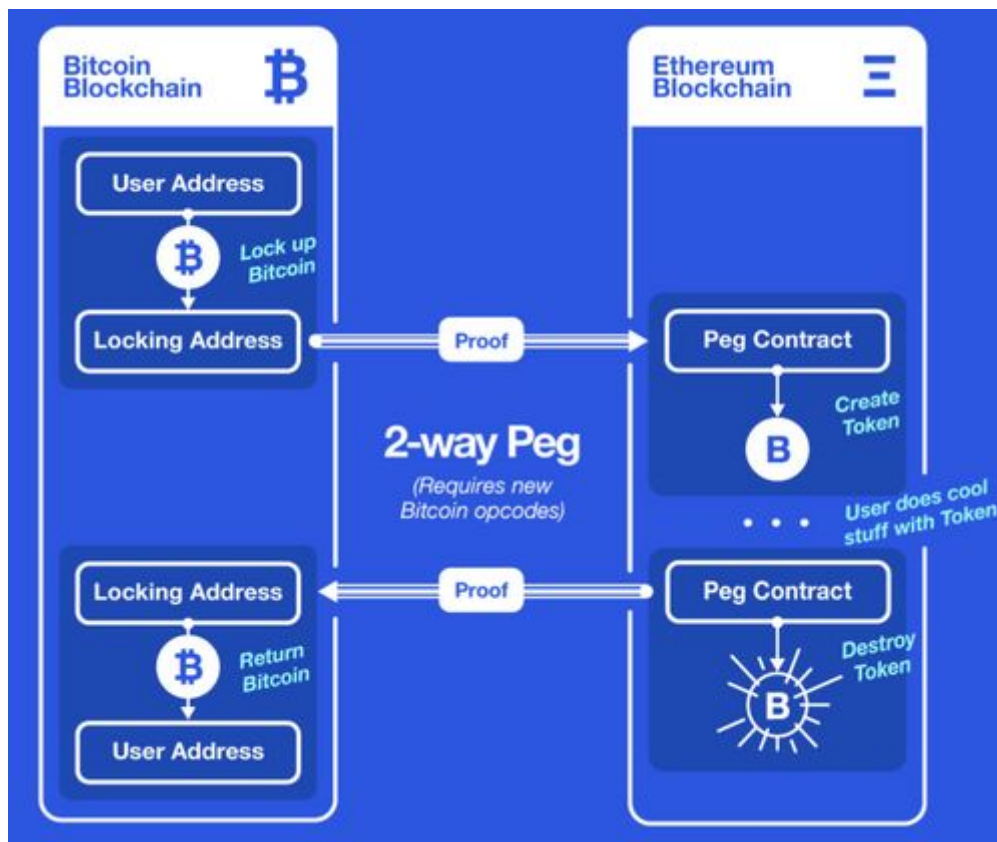 Bitcoin
Blockchain
₿
Ethereum
Blockchain
Ξ
User Address
₿
Lock up
Bitcoin
Locking Address
Proof
Peg Contract
Create
Token
B
2-way Peg
(Requires new
Bitcoin opcodes)
User does cool
stuff with Token
Locking Address
Proof
Peg Contract
₿
Return
Bitcoin
Destroy
Token
B
User Address